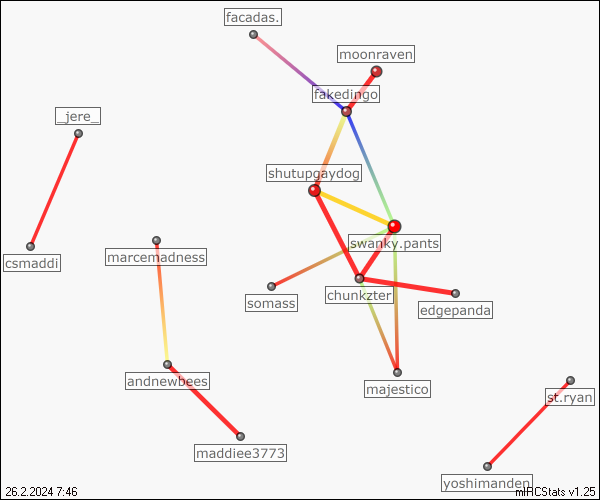 facadas.
moonraven
fakedingo
_jere_
shutupgaydog
swanky.pants
marcemadness
csmaddi
chunkzter
somass
edgepanda
andnewbees
majestico
st.ryan
maddiee3773
yoshimanden
26.2.2024 7:46
mIRCStats v1.25